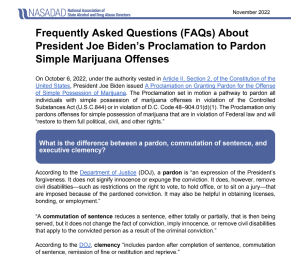 NASADAD National Association of
State Alcohol and Drug Abuse Directors
November 2022
Frequently Asked Questions (FAQs) About
President Joe Biden's Proclamation to Pardon
Simple Marijuana Offenses
On October 6, 2022, under the authority vested in Article II, Section 2, of the Constitution of the
United States, President Joe Biden issued A Proclamation on Granting Pardon for the Offense
of Simple Possession of Marijuana. The Proclamation set in motion a pathway to pardon all
individuals with simple possession of marijuana offenses in violation of the Controlled
Substances Act (U.S.C 844) or in violation of D.C. Code 48–904.01(d)(1). The Proclamation only
pardons offenses for simple possession of marijuana that are in violation of Federal law and will
"restore to them full political, civil, and other rights."
What is the difference between a pardon, commutation of sentence, and
executive clemency?
According to the Department of Justice (DOJ), a pardon is "an expression of the President's
forgiveness. It does not signify innocence or expunge the conviction. It does, however, remove
civil disabilities—such as restrictions on the right to vote, to hold office, or to sit on a jury—that
are imposed because of the pardoned conviction. It may also be helpful in obtaining licenses,
bonding, or employment."
"A commutation of sentence reduces a sentence, either totally or partially, that is then being
served, but it does not change the fact of conviction, imply innocence, or remove civil disabilities
that apply to the convicted person as a result of the criminal conviction."
According to the DOJ, clemency "includes pardon after completion of sentence, commutation
of sentence, remission of fine or restitution and reprieve."